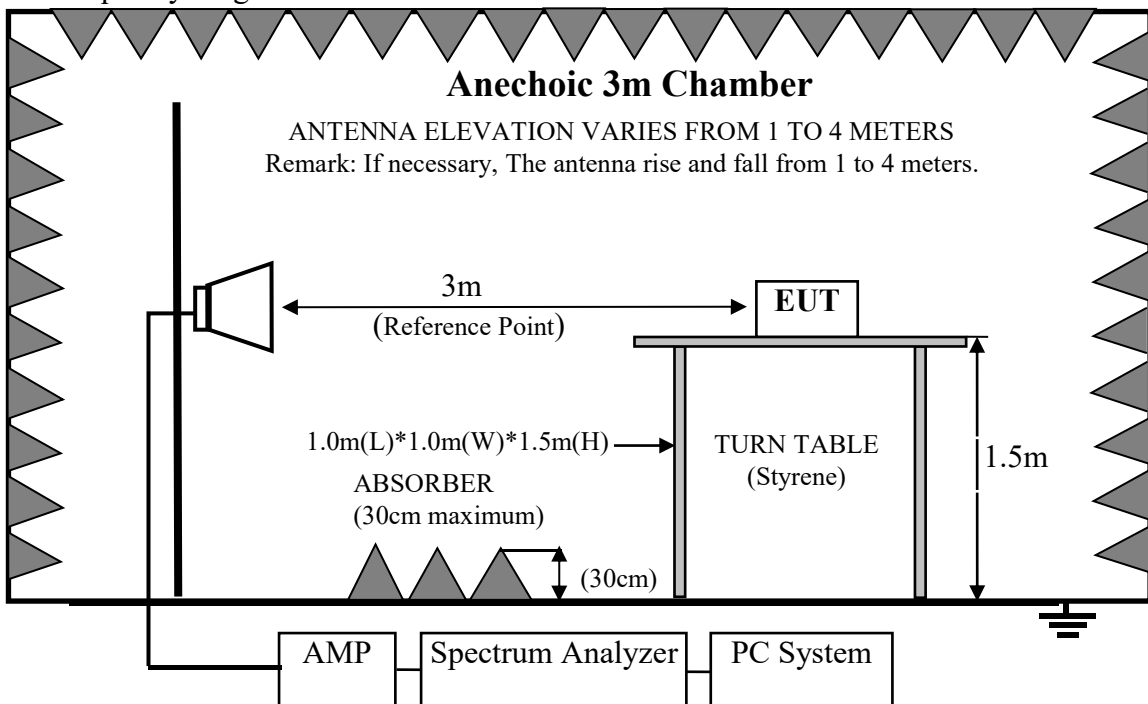 Anechoic 3m Chamber
ANTENNA ELEVATION VARIES FROM 1 TO 4 METERS
Remark: If necessary, The antenna rise and fall from 1 to 4 meters.
3m
(Reference Point)
EUT
1.0m(L)*1.0m(W)*1.5m(H)
TURN TABLE
(Styrene)
1.5m
ABSORBER
(30cm maximum)
(30cm)
AMP
Spectrum Analyzer
PC System